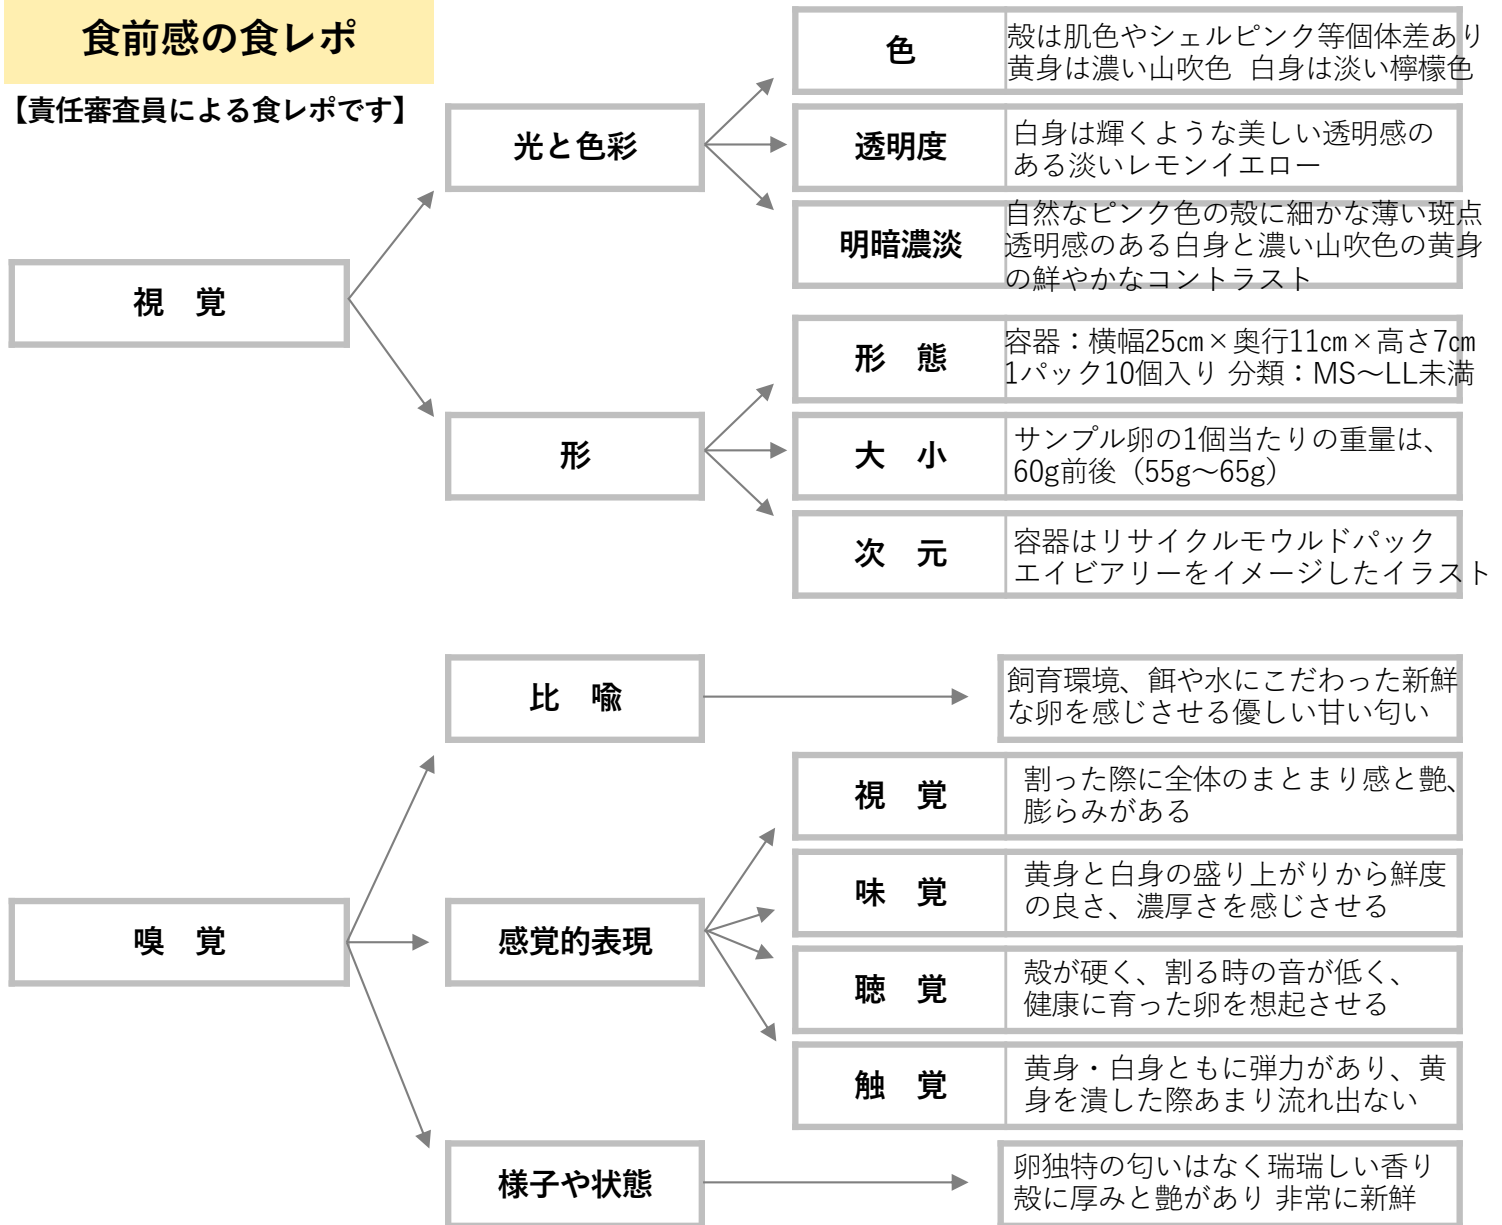 食前感の食レポ
【責任審査員による食レポです】
視　覚
光と色彩
色
殻は肌色やシェルピンク等個体差あり
黄身は濃い山吹色 白身は淡い檸檬色
透明度
白身は輝くような美しい透明感の
ある淡いレモンイエロー
明暗濃淡
自然なピンク色の殻に細かな薄い斑点
透明感のある白身と濃い山吹色の黄身
の鮮やかなコントラスト
形
形　態
容器：横幅25㎝×奥行11㎝×高さ7㎝
1パック10個入り 分類：MS～LL未満
大　小
サンプル卵の1個当たりの重量は、
60g前後（55g～65g）
次　元
容器はリサイクルモウルドパック
エイビアリーをイメージしたイラスト
嗅　覚
比　喩
飼育環境、餌や水にこだわった新鮮
な卵を感じさせる優しい甘い匂い
感覚的表現
視　覚
割った際に全体のまとまり感と艶、
膨らみがある
味　覚
黄身と白身の盛り上がりから鮮度
の良さ、濃厚さを感じさせる
聴　覚
殻が硬く、割る時の音が低く、
健康に育った卵を想起させる
触　覚
黄身・白身ともに弾力があり、黄
身を潰した際あまり流れ出ない
様子や状態
卵独特の匂いはなく瑞瑞しい香り
殻に厚みと艶があり 非常に新鮮